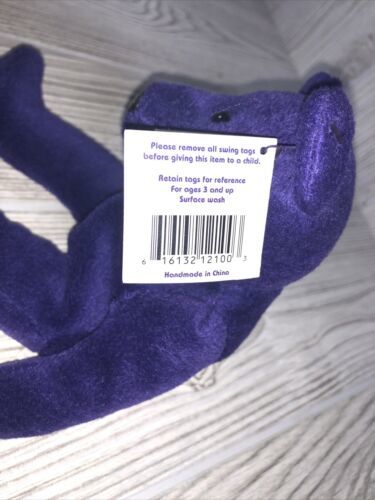 Please remove all swing tags
before giving this item to a child.
Retain tags for reference
For ages 3 and up
Surface wash
6 16132 12100 3
Handmade in China